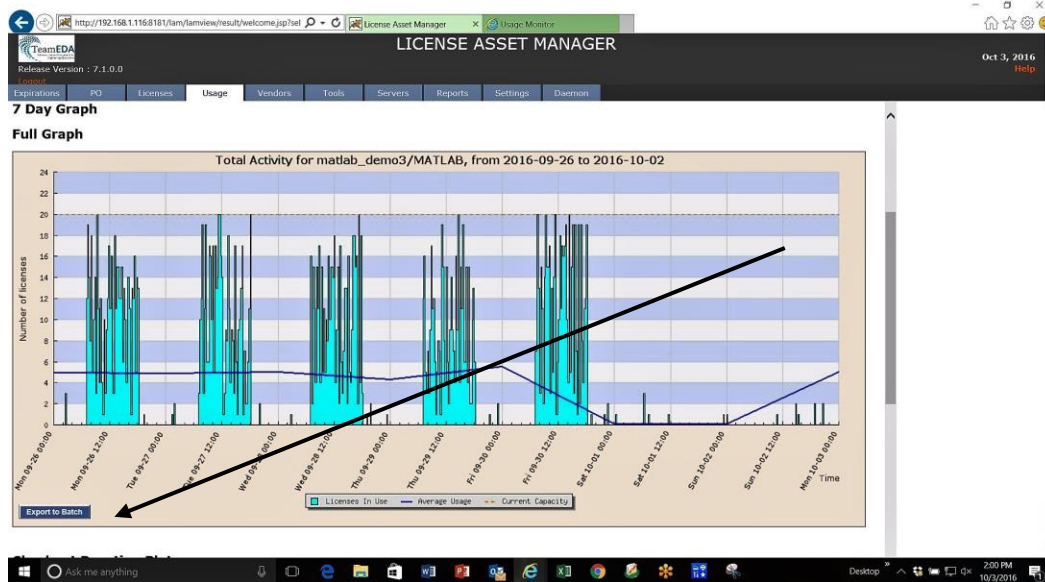 http://192.168.1.116:8181/lam/lamview/result/welcome.jsp?sel
License Asset Manager
Usage Monitor
TeamEDA
LICENSE ASSET MANAGER
Oct 3, 2016
Release Version : 7.1.0.0
Help
Logout
Expirations PO Licenses Usage Vendors Tools Servers Reports Settings Daemon
7 Day Graph
Full Graph
Total Activity for matlab_demo3/MATLAB, from 2016-09-26 to 2016-10-02
Number of licenses
24
22
20
18
16
14
12
10
8
6
4
2
0
Mon 09-26 00:00
Mon 09-26 12:00
Tue 09-27 00:00
Tue 09-27 12:00
Wed 09-28 00:00
Wed 09-28 12:00
Thu 09-29 00:00
Thu 09-29 12:00
Fri 09-30 00:00
Fri 09-30 12:00
Sat 10-01 00:00
Sat 10-01 12:00
Sun 10-02 00:00
Sun 10-02 12:00
Mon 10-03 00:00
Time
Licenses In Use Average Usage Current Capacity
Export to Batch
Ask me anything
Desktop
2:00 PM
10/3/2016